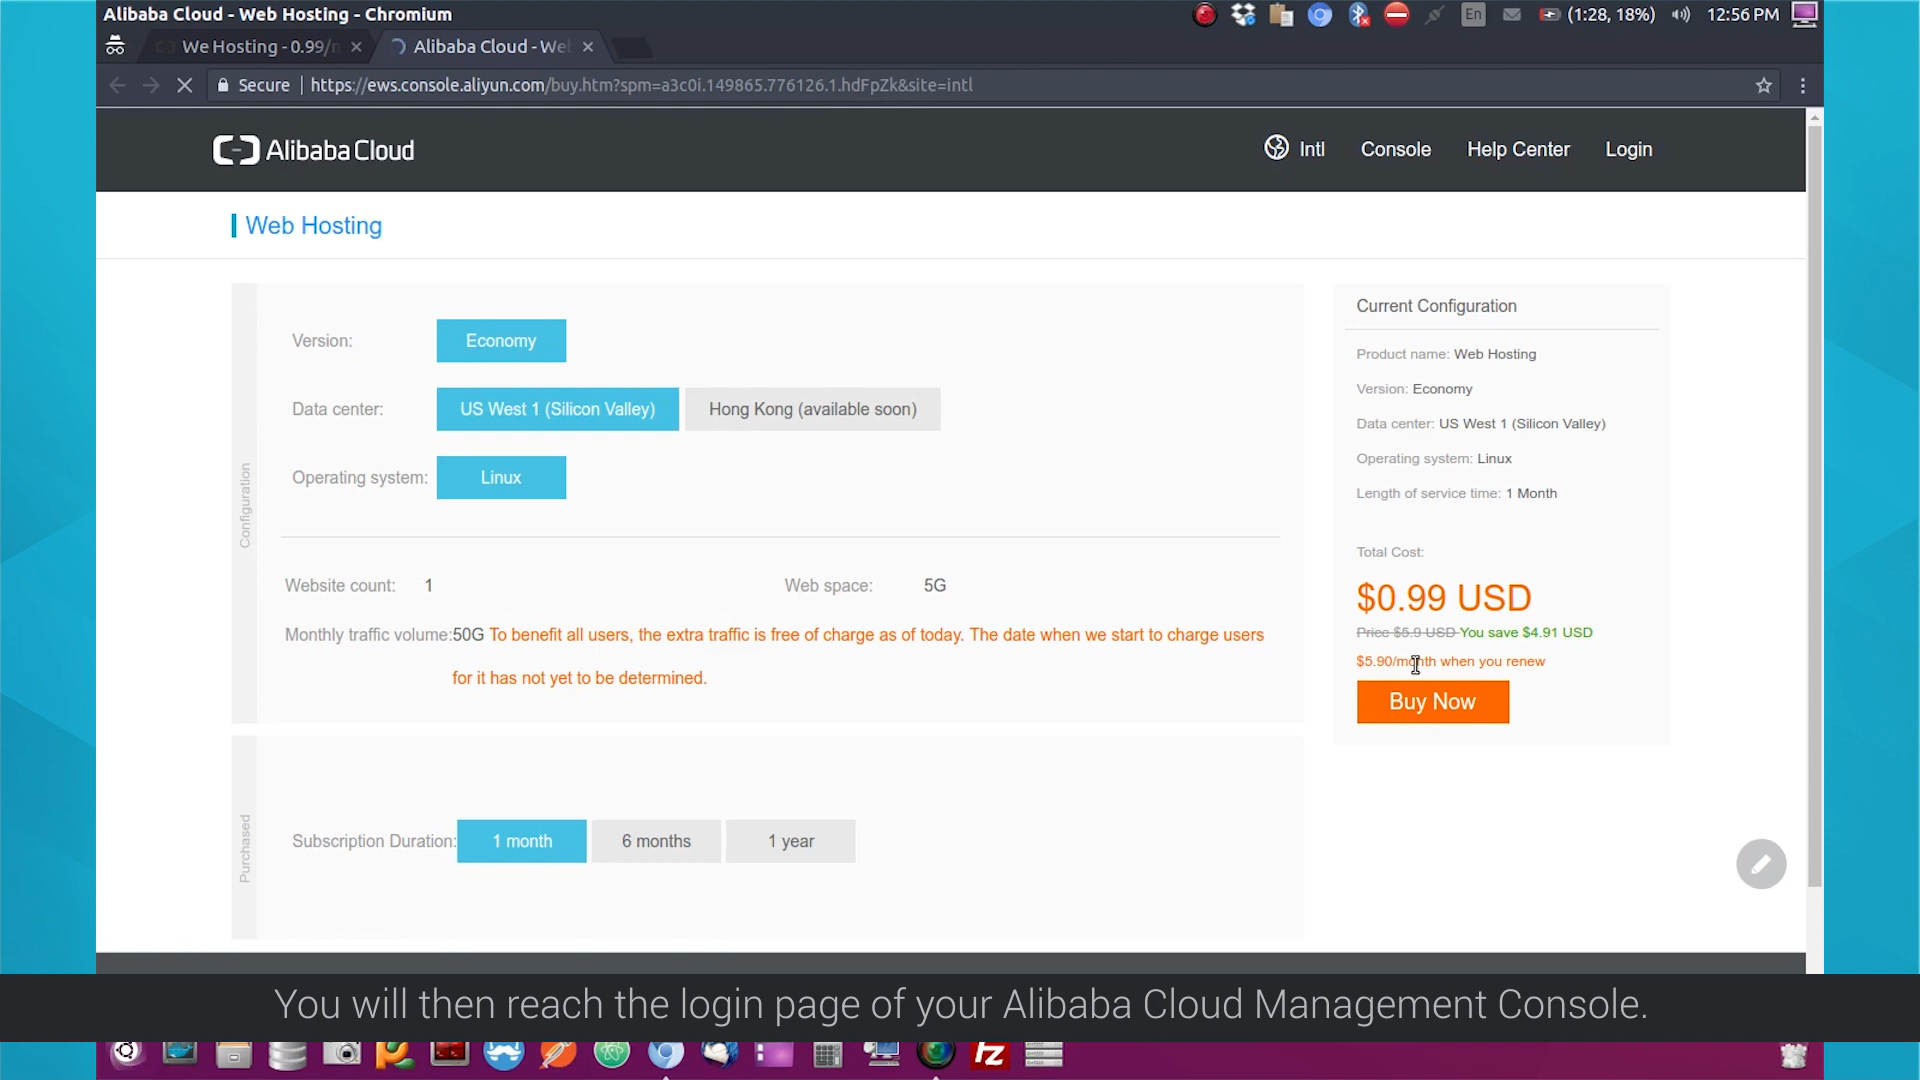 Alibaba Cloud - Web Hosting - Chromium
En
(1:28, 18%)
12:56 PM
We Hosting - 0.99/
Alibaba Cloud - We
Secure
https://ews.console.aliyun.com/buy.htm?spm=a3c0i.149865.776126.1.hdFpZk&site=intl
Alibaba Cloud
Intl
Console
Help Center
Login
Web Hosting
Configuration
Version:
Economy
Data center:
US West 1 (Silicon Valley)
Hong Kong (available soon)
Operating system:
Linux
Website count: 1
Web space: 5G
Monthly traffic volume:50G To benefit all users, the extra traffic is free of charge as of today. The date when we start to charge users
for it has not yet to be determined.
Current Configuration
Product name: Web Hosting
Version: Economy
Data center: US West 1 (Silicon Valley)
Operating system: Linux
Length of service time: 1 Month
Total Cost:
$0.99 USD
Price $5.9 USD You save $4.91 USD
$5.90/month when you renew
Buy Now
Purchased
Subscription Duration:
1 month
6 months
1 year
You will then reach the login page of your Alibaba Cloud Management Console.
FZ